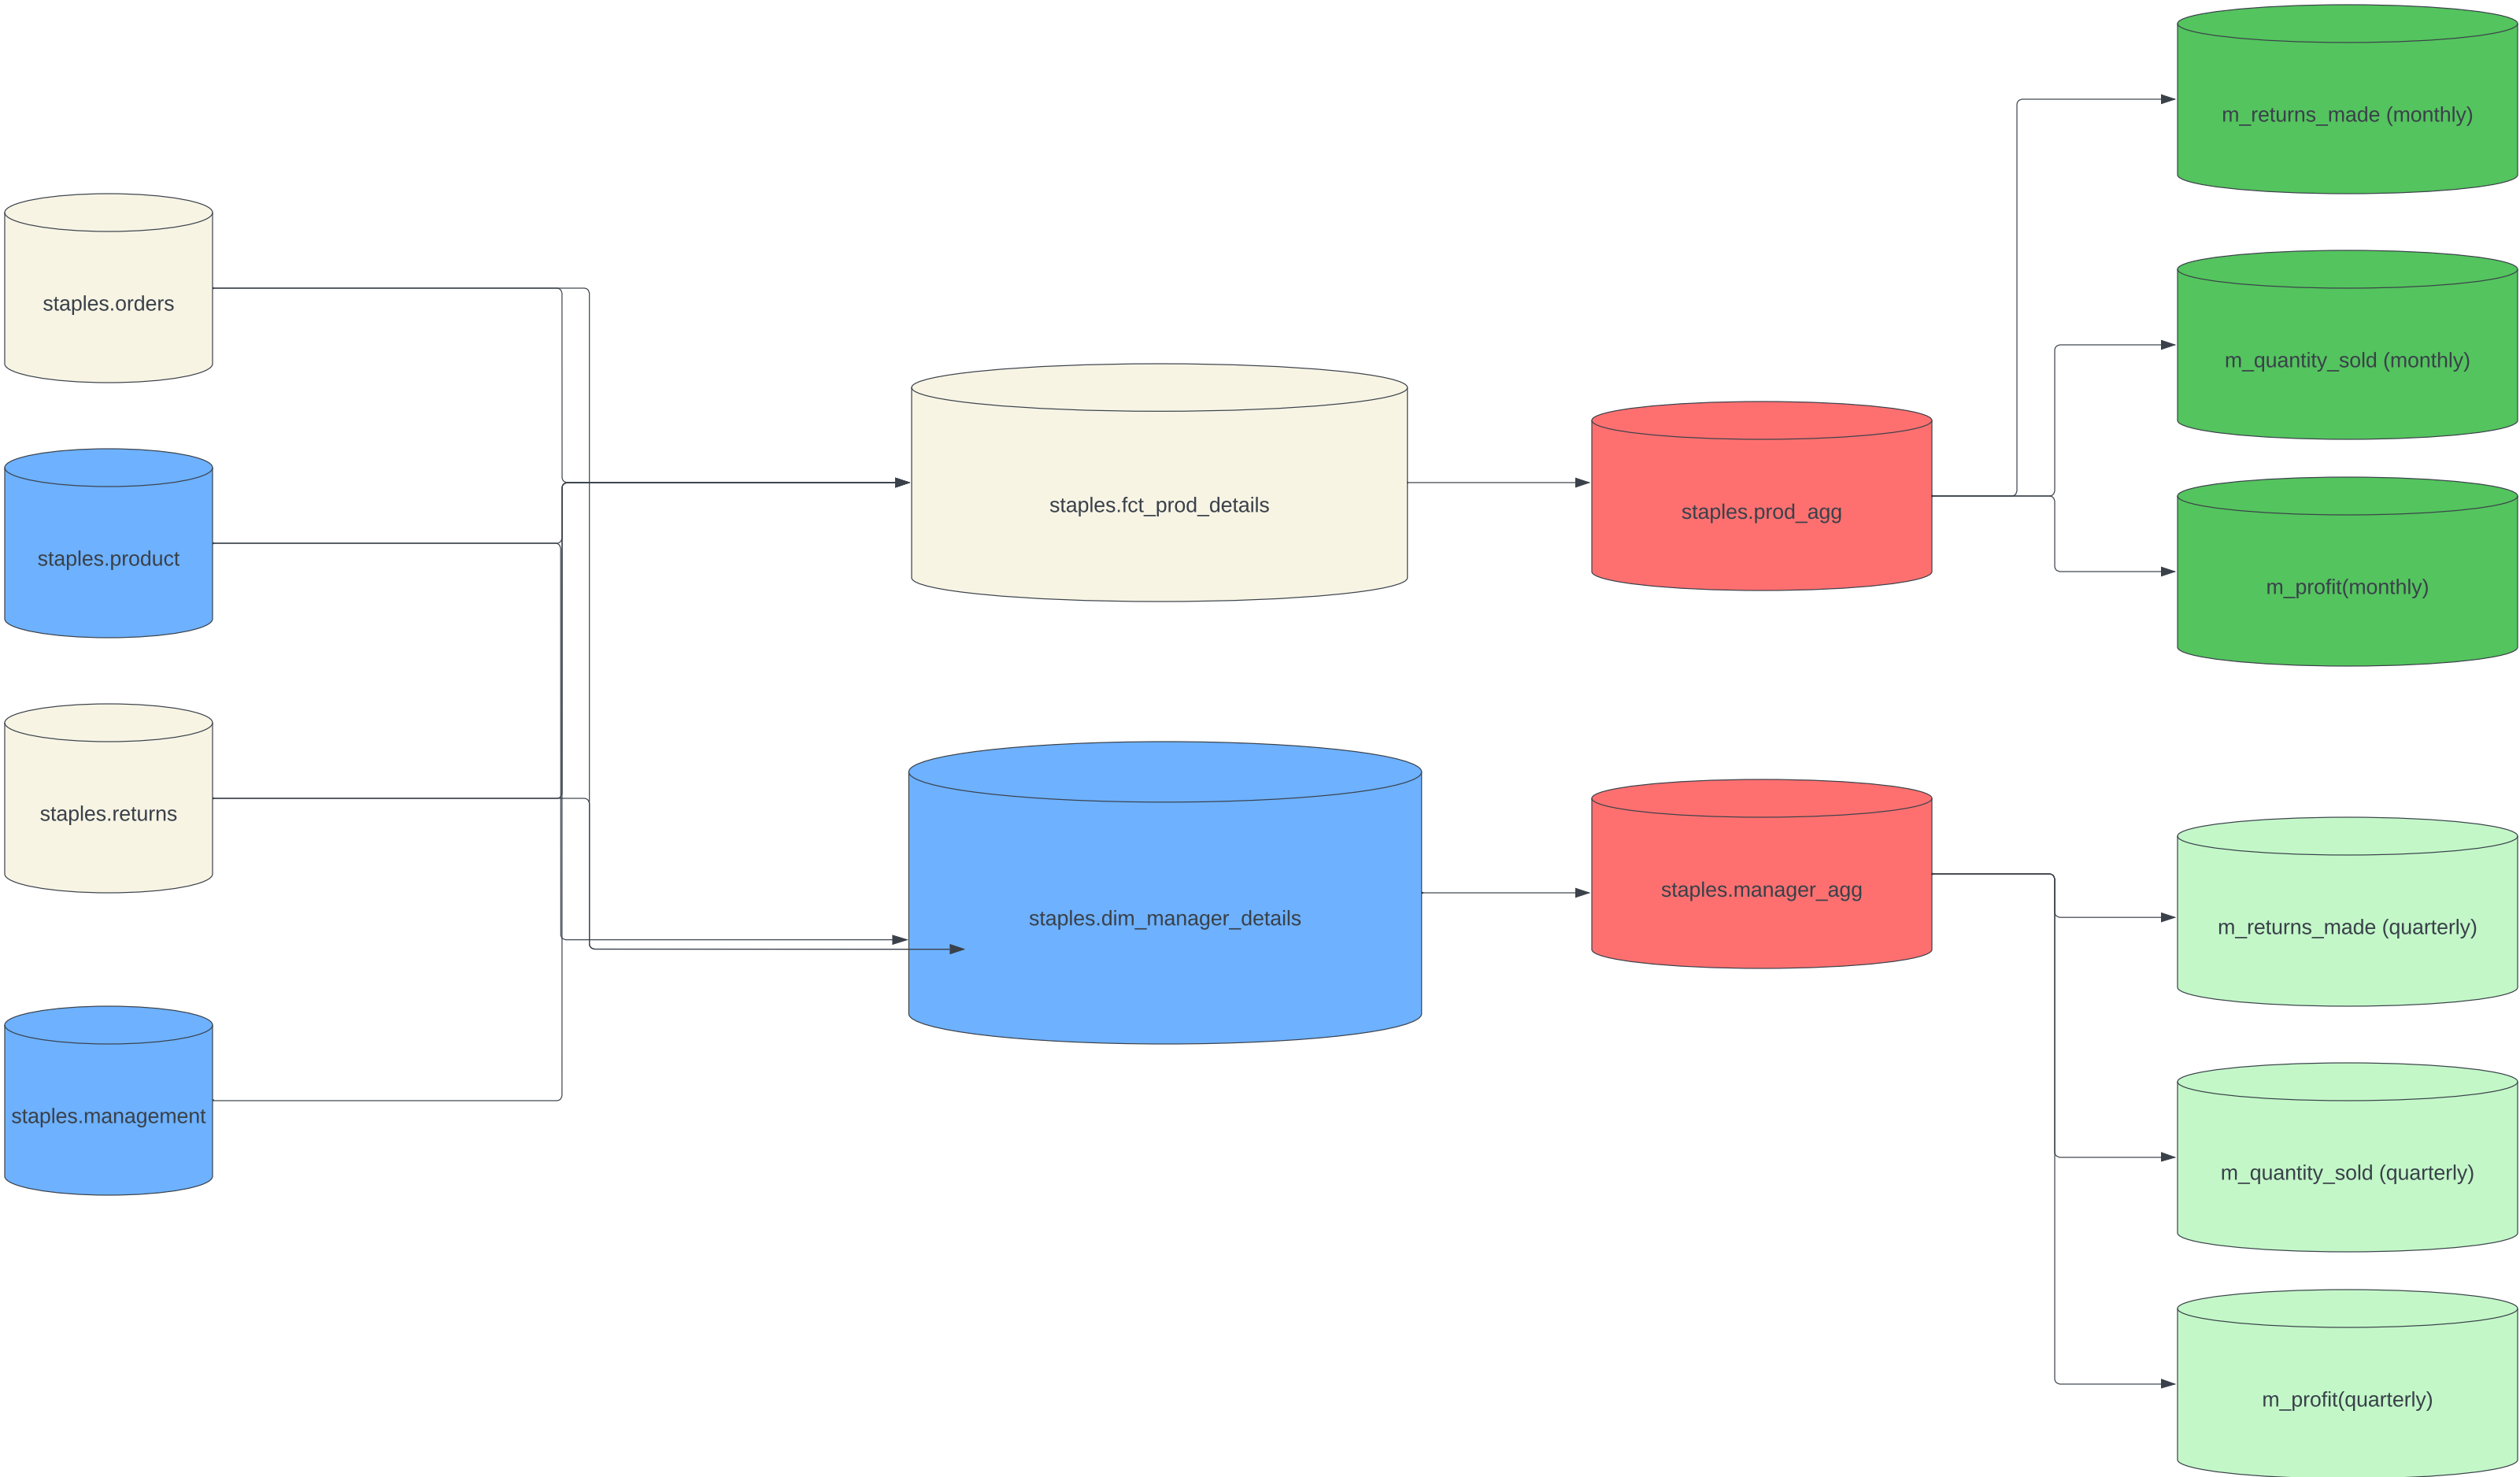 staples.orders
staples.product
staples.returns
staples.management
staples.fct_prod_details
staples.dim_manager_details
staples.prod_agg
staples.manager_agg
m_returns_made (monthly)
m_quantity_sold (monthly)
m_profit(monthly)
m_returns_made (quarterly)
m_quantity_sold (quarterly)
m_profit(quarterly)